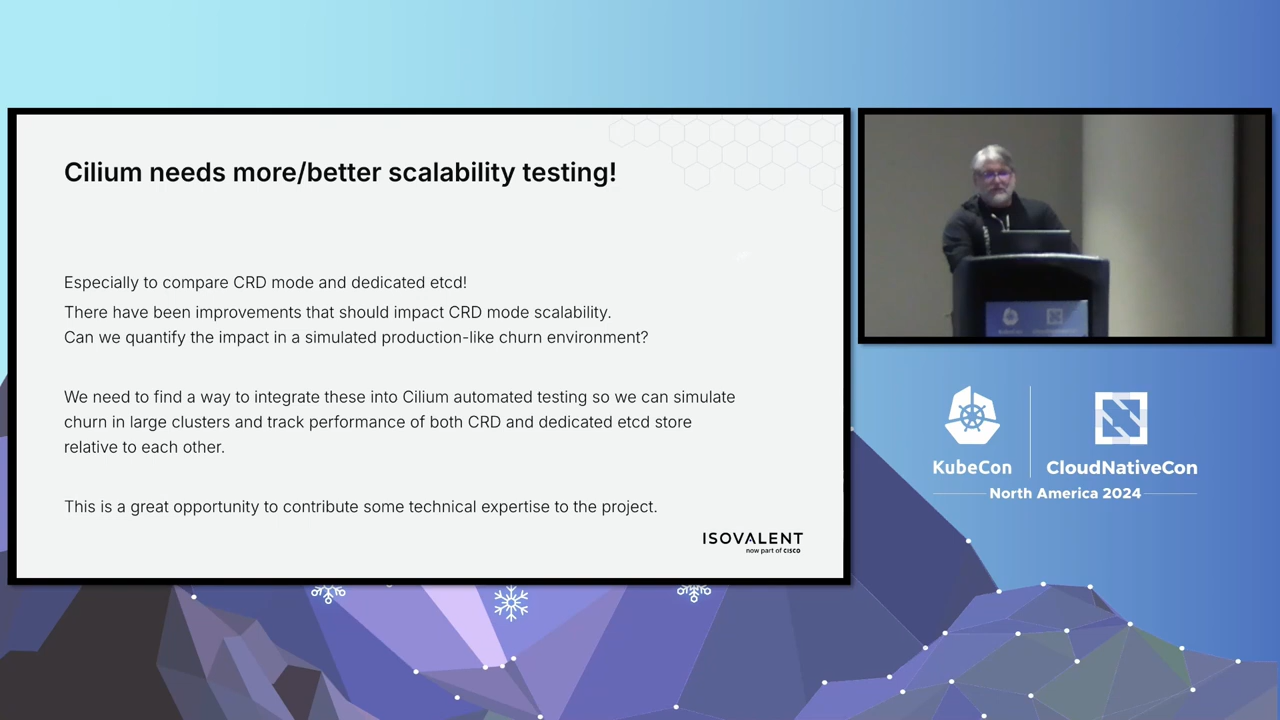 Cilium needs more/better scalability testing!
Especially to compare CRD mode and dedicated etcd!
There have been improvements that should impact CRD mode scalability.
Can we quantify the impact in a simulated production-like churn environment?
We need to find a way to integrate these into Cilium automated testing so we can simulate
churn in large clusters and track performance of both CRD and dedicated etcd store
relative to each other.
This is a great opportunity to contribute some technical expertise to the project.
ISOVALENT
now part of CISCO
KubeCon
CloudNativeCon
North America 2024